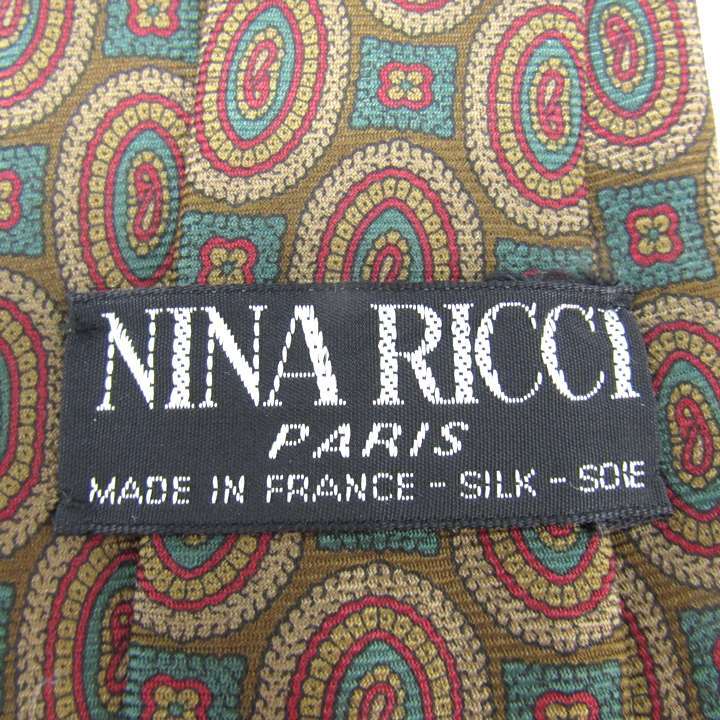 NINA RICCI
PARIS
MADE IN FRANCE - SILK - SOIE